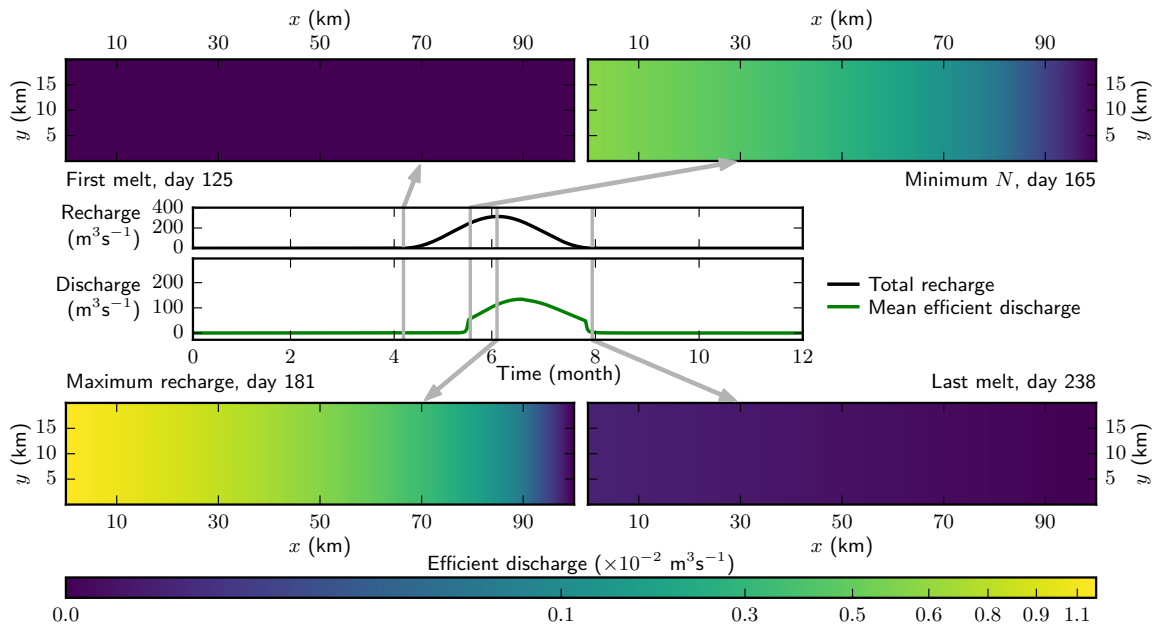 x (km)
x (km)
10 30 50 70 90
10 30 50 70 90
y (km)
15
10
5
15
10
5
y (km)
First melt, day 125
Minimum N, day 165
Recharge
(m³s⁻¹)
400
200
0
Discharge
(m³s⁻¹)
200
100
0
Total recharge
Mean efficient discharge
0 2 4 6 8 10 12
Time (month)
Maximum recharge, day 181
Last melt, day 238
y (km)
15
10
5
15
10
5
y (km)
10 30 50 70 90
10 30 50 70 90
x (km)
x (km)
Efficient discharge (×10⁻² m³s⁻¹)
0.0 0.1 0.3 0.5 0.6 0.8 0.9 1.1